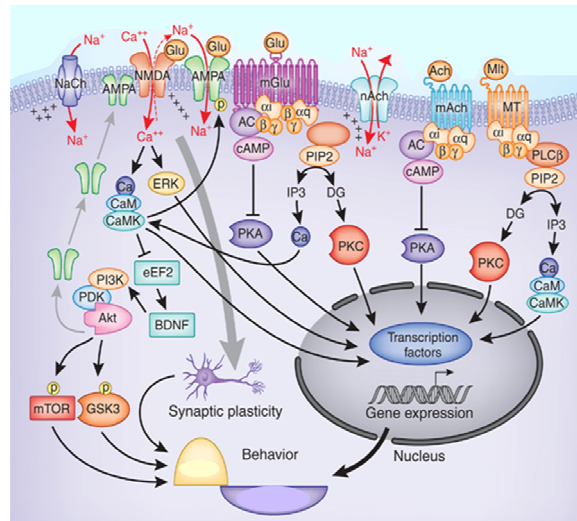 Na+
Ca++
Na+
Glu
Glu
Glu
Na+
Ach
Mlt
NaCh
AMPA
NMDA
AMPA
mGlu
nAch
mAch
MT
P
+++
+++
+++
+++
Na+
Ca++
Na+
Na+
K+
AC
αi
β
γ
β
γ
αq
AC
αi
β
γ
αq
αi
β
γ
αq
PLCβ
cAMP
PIP2
cAMP
PIP2
Ca
CaM
CaMK
ERK
IP3
DG
DG
IP3
PKA
Ca
PKC
PKA
PKC
Ca
CaM
CaMK
eEF2
PI3K
PDK
Akt
BDNF
Transcription
factors
P
P
mTOR
GSK3
Synaptic plasticity
Gene expression
Behavior
Nucleus